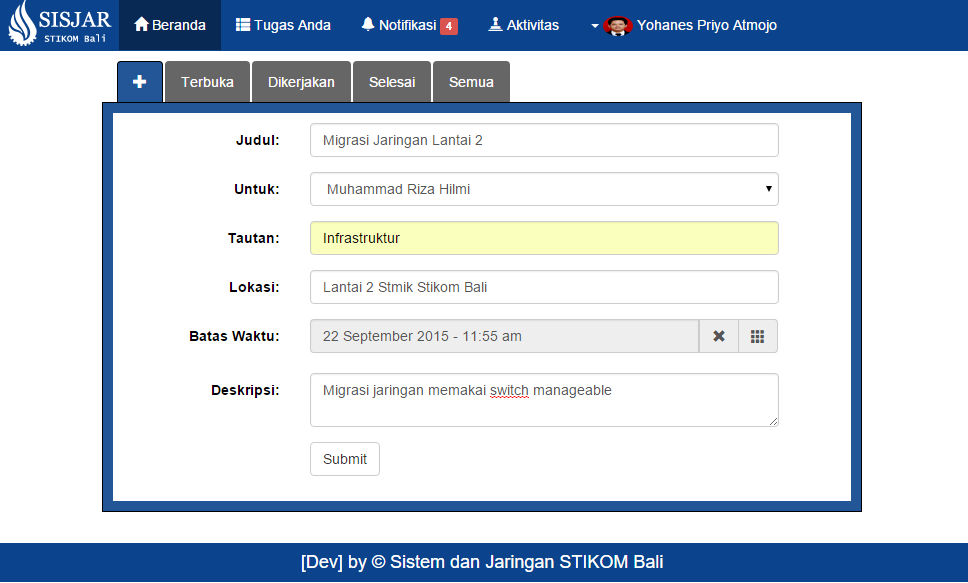 SISJAR
STIKOM Bali
Beranda
Tugas Anda
Notifikasi 4
Aktivitas
Yohanes Priyo Atmojo
+
Terbuka
Dikerjakan
Selesai
Semua
Judul: Migrasi Jaringan Lantai 2
Untuk: Muhammad Riza Hilmi
Tautan: Infrastruktur
Lokasi: Lantai 2 Stmik Stikom Bali
Batas Waktu: 22 September 2015 - 11:55 am
Deskripsi: Migrasi jaringan memakai switch manageable
Submit
[Dev] by © Sistem dan Jaringan STIKOM Bali